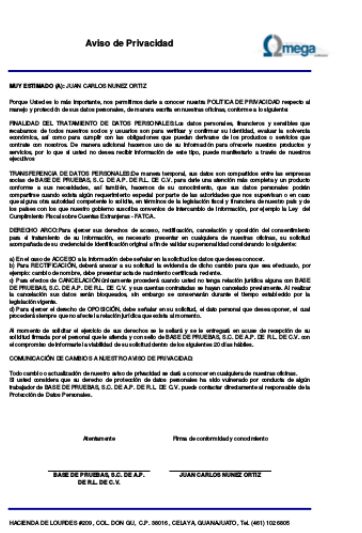 Aviso de Privacidad
Omega
MUY ESTIMADO (A): JUAN CARLOS NUNEZ ORTIZ
Porque Usted es lo más importante, nos permitimos darle a conocer nuestra POLITICA DE PRIVACIDAD respecto al
manejo y protección de sus datos personales, de manera escrita en nuestras oficinas, conforme a lo siguiente:
FINALIDAD DEL TRATAMIENTO DE DATOS PERSONALES: Los datos personales, financieros y sensibles que
recabamos de todos nuestros socios y usuarios son para verificar y confirmar su identidad, evaluar la solvencia
económica, así como para cumplir con las obligaciones que puedan derivarse de los productos o servicios que
contrate con nosotros. De manera adicional hacemos uso de su información para ofrecerle nuestros productos y
servicios, por lo que si usted no desea recibir información de este tipo, puede manifestarlo a través de nuestros
ejecutivos
TRANSFERENCIA DE DATOS PERSONALES: De manera temporal, sus datos son compartidos entre las empresas
socias de BASE DE PRUEBAS, S.C. DE A.P. DE R.L. DE C.V. para darle una atención más completa y un producto
conforme a sus necesidades, así también, hacemos de su conocimiento, que sus datos personales podrán
compartirse cuando exista algún requerimiento especial por parte de las autoridades que nos supervisan o en caso
que alguna otra autoridad competente lo solicite, en términos de la legislación fiscal y financiera de nuestro país y de
los países con los que nuestro gobierno suscriba convenios de Intercambio de Información, por ejemplo la Ley del
Cumplimiento Fiscal sobre Cuentas Extranjeras - FATCA.
DERECHO ARCO: Para ejercer sus derechos de acceso, rectificación, cancelación y oposición del consentimiento
para el tratamiento de su información, es necesario presentar en cualquiera de nuestras oficinas, su solicitud
acompañada de su credencial de identificación original a fin de validar su personalidad considerando lo siguiente:
a) En el caso de ACCESO a la información debe señalar en la solicitud los datos que desea conocer.
b) Para RECTIFICACIÓN, deberá anexar a su solicitud la evidencia de dicho cambio para que sea efectuado, por
ejemplo: cambio de nombre, debe presentar acta de nacimiento certificada reciente.
c) Para efectos de CANCELACIÓN únicamente procederá cuando usted no tenga relación jurídica alguna con BASE
DE PRUEBAS, S.C. DE A.P. DE R.L. DE C.V. y sus cuentas contratadas se hayan cancelado previamente. Al realizar
la cancelación sus datos serán bloqueados, sin embargo se conservarán durante el tiempo establecido por la
legislación vigente.
d) Para ejercer el derecho de OPOSICIÓN, debe señalar en su solicitud, el dato personal que desea oponer, el cual
procederá siempre que no afecte la relación jurídica que exista al momento.
Al momento de solicitar el ejercicio de sus derechos se le sellará y se le entregará en acuse de recepción de su
solicitud firmada por el personal que le atienda y con sello de BASE DE PRUEBAS, S.C. DE A.P. DE R.L. DE C.V. con
el compromiso de informarle la viabilidad de su solicitud dentro de los siguientes 20 días hábiles.
COMUNICACIÓN DE CAMBIOS A NUESTRO AVISO DE PRIVACIDAD:
Todo cambio o actualización de nuestro aviso de privacidad se dará a conocer en cualquiera de nuestras oficinas.
Si usted considera que su derecho de protección de datos personales ha sido vulnerado por conducta de algún
trabajador de BASE DE PRUEBAS, S.C. DE A.P. DE R.L. DE C.V. puede contactar directamente al responsable de la
Protección de Datos Personales.
Atentamente
Firma de conformidad y conocimiento
BASE DE PRUEBAS, S.C. DE A.P.
DE R.L. DE C.V.
JUAN CARLOS NUNEZ ORTIZ
HACIENDA DE LOURDES #209, COL. DON GU, C.P. 38016, CELAYA, GUANAJUATO, Tel. (461) 1026805